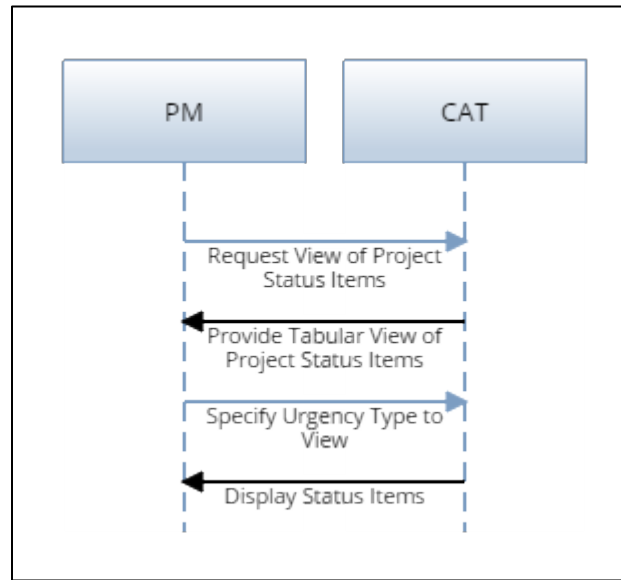 PM
CAT
Request View of Project
Status Items
Provide Tabular View of
Project Status Items
Specify Urgency Type to
View
Display Status Items